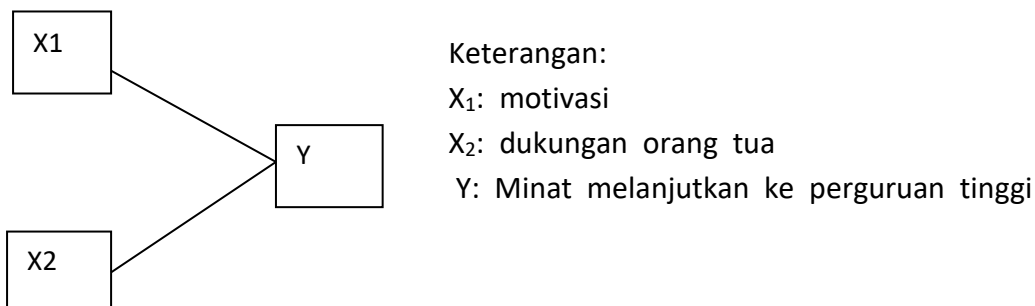 X1
Y
X2
Keterangan:
X₁: motivasi
X₂: dukungan orang tua
Y: Minat melanjutkan ke perguruan tinggi